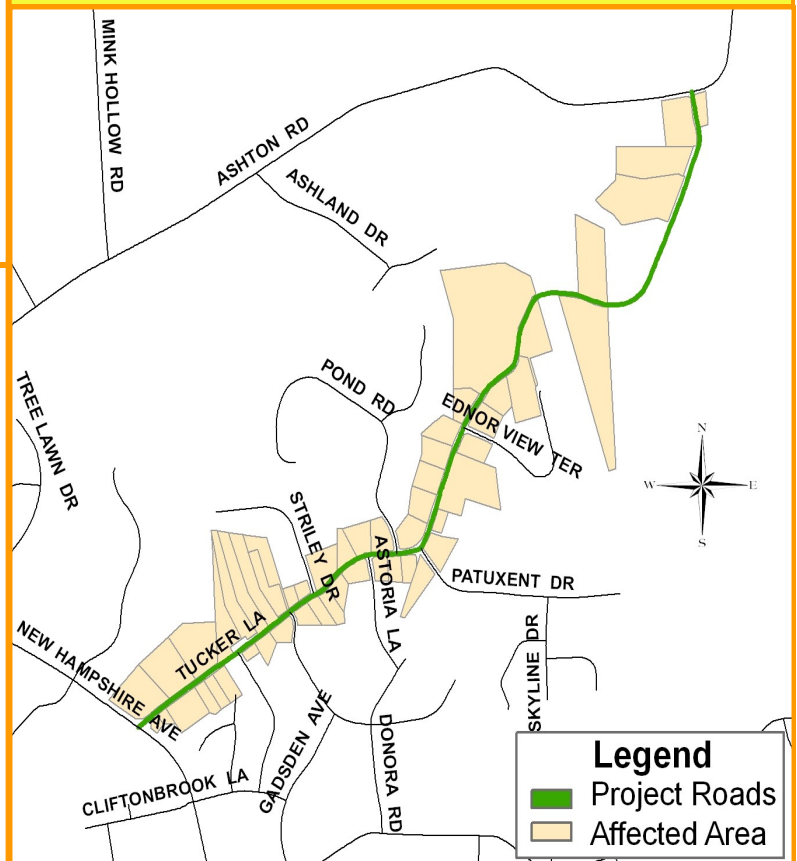 MINK HOLLOW RD
ASHTON RD
ASHLAND DR
TREE LAWN DR
POND RD
EDNOR VIEW TER
N
W
E
S
STRILEY DR
ASTORIA LA
PATUXENT DR
TUCKER LA
NEW HAMPSHIRE AVE
SKYLINE DR
GADSDEN AVE
DONORA RD
CLIFTONBROOK LA
Legend
Project Roads
Affected Area